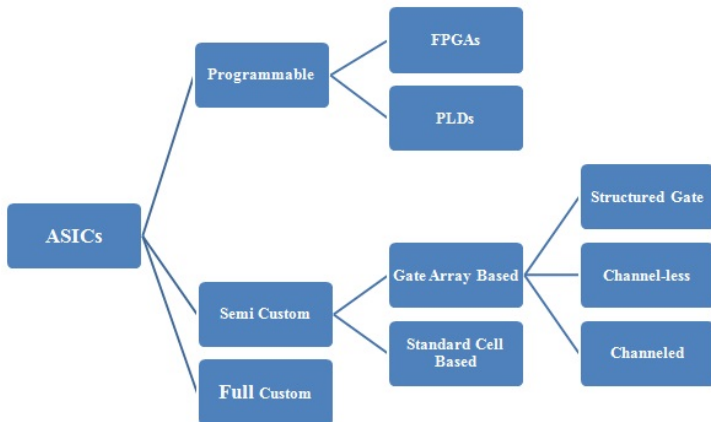 FPGAs
Programmable
PLDs
Structured Gate
ASICs
Gate Array Based
Channel-less
Semi Custom
Standard Cell
Based
Channeled
Full Custom